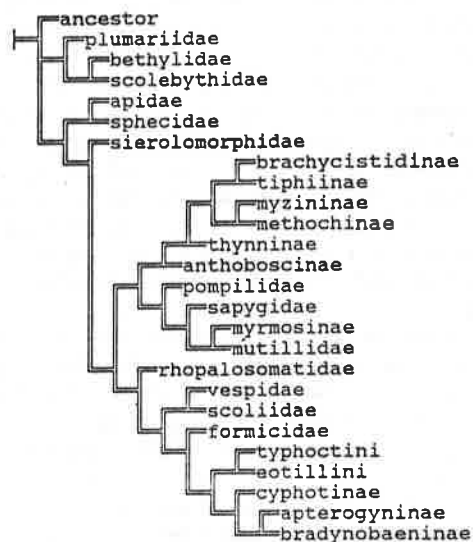 ancestor
plumariidae
bethylidae
scolebythidae
apidae
sphecidae
sierolomorphidae
brachycistidinae
tiphiinae
myzininae
methochinae
thynninae
anthoboscinae
pompilidae
sapygidae
myrmosinae
mutillidae
rhopalosomatidae
vespidae
scoliidae
formicidae
typhoctini
eotillini
cyphotinae
apterogyninae
bradynobaeninae